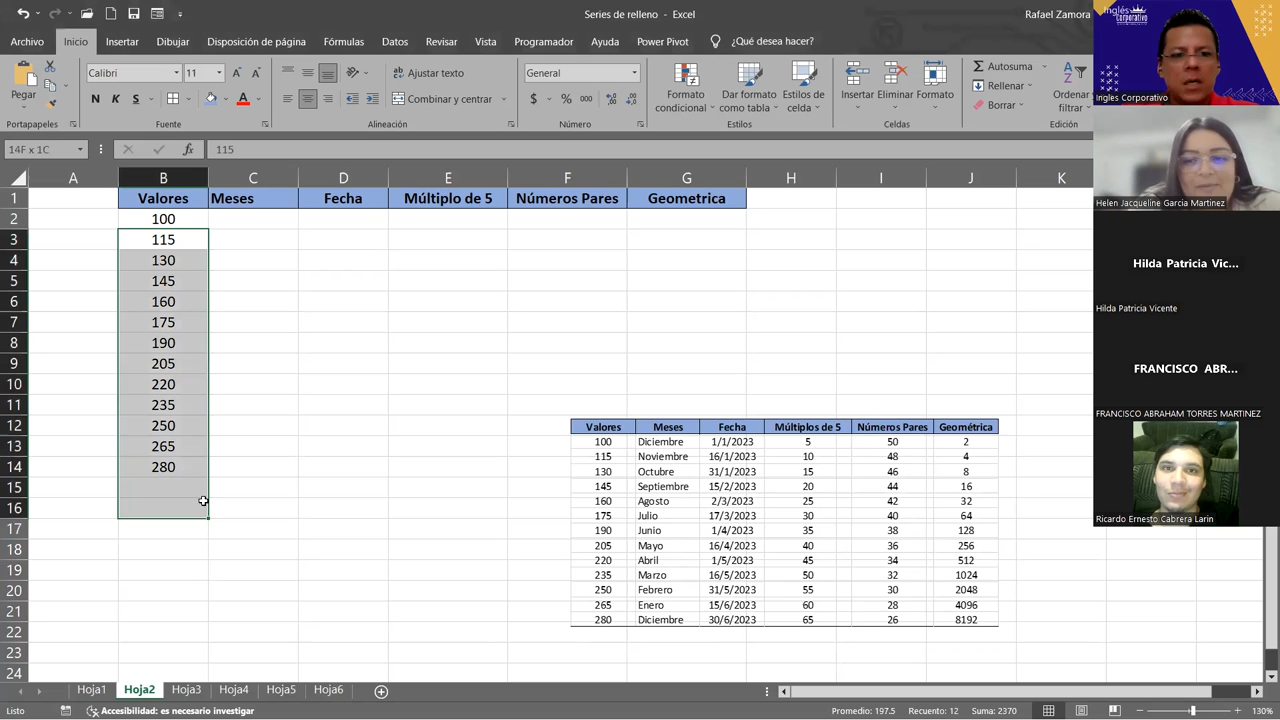 Series de relleno - Excel
Rafael Zamora
Archivo Inicio Insertar Dibujar Disposición de página Fórmulas Datos Revisar Vista Programador Ayuda Power Pivot ¿Qué desea hacer?
Pegar
Calibri 11
N K S
Ajustar texto
Combinar y centrar
General
$ % 000
Formato condicional
Dar formato como tabla
Estilos de celda
Insertar Eliminar Formato
Autosuma
Rellenar
Borrar
Ordenar filtrar
Portapapeles Fuente Alineación Número Estilos Celdas Edición
14F x 1C 115
A B C D E F G H I J K
1 Valores Meses Fecha Múltiplo de 5 Números Pares Geometrica
2 100
3 115
4 130
5 145
6 160
7 175
8 190
9 205
10 220
11 235
12 250
13 265
14 280
15
16
17
18
19
20
21
22
23
24
Valores Meses Fecha Múltiplos de 5 Números Pares Geométrica
100 Diciembre 1/1/2023 5 50 2
115 Noviembre 16/1/2023 10 48 4
130 Octubre 31/1/2023 15 46 8
145 Septiembre 15/2/2023 20 44 16
160 Agosto 2/3/2023 25 42 32
175 Julio 17/3/2023 30 40 64
190 Junio 1/4/2023 35 38 128
205 Mayo 16/4/2023 40 36 256
220 Abril 1/5/2023 45 34 512
235 Marzo 16/5/2023 50 32 1024
250 Febrero 31/5/2023 55 30 2048
265 Enero 15/6/2023 60 28 4096
280 Diciembre 30/6/2023 65 26 8192
Hoja1 Hoja2 Hoja3 Hoja4 Hoja5 Hoja6
Listo Accesibilidad: es necesario investigar Promedio: 197.5 Recuento: 12 Suma: 2370 130%
Inglés
Corporativo
Ingles Corporativo
Helen Jacqueline Garcia Martinez
Hilda Patricia Vic...
Hilda Patricia Vicente
FRANCISCO ABR...
FRANCISCO ABRAHAM TORRES MARTINEZ
Ricardo Ernesto Cabrera Larin